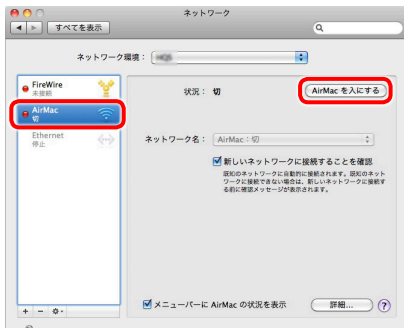 ネットワーク
すべてを表示
ネットワーク環境：
FireWire
未接続
AirMac
切
Ethernet
停止
状況： 切
AirMac を入にする
ネットワーク名： AirMac：切
新しいネットワークに接続することを確認
既知のネットワークに自動的に接続されます。既知のネット
ワークに接続できない場合は、新しいネットワークに接続す
る前に確認メッセージが表示されます。
メニューバーに AirMac の状況を表示
詳細...
?